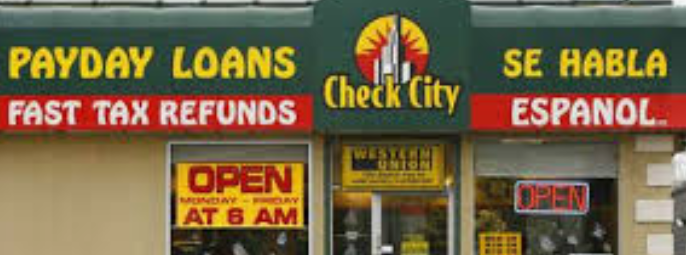 PAYDAY LOANS
FAST TAX REFUNDS
Check City
SE HABLA
ESPANOL
WESTERN
UNION
OPEN
MONDAY - FRIDAY
AT 6 AM
OPEN